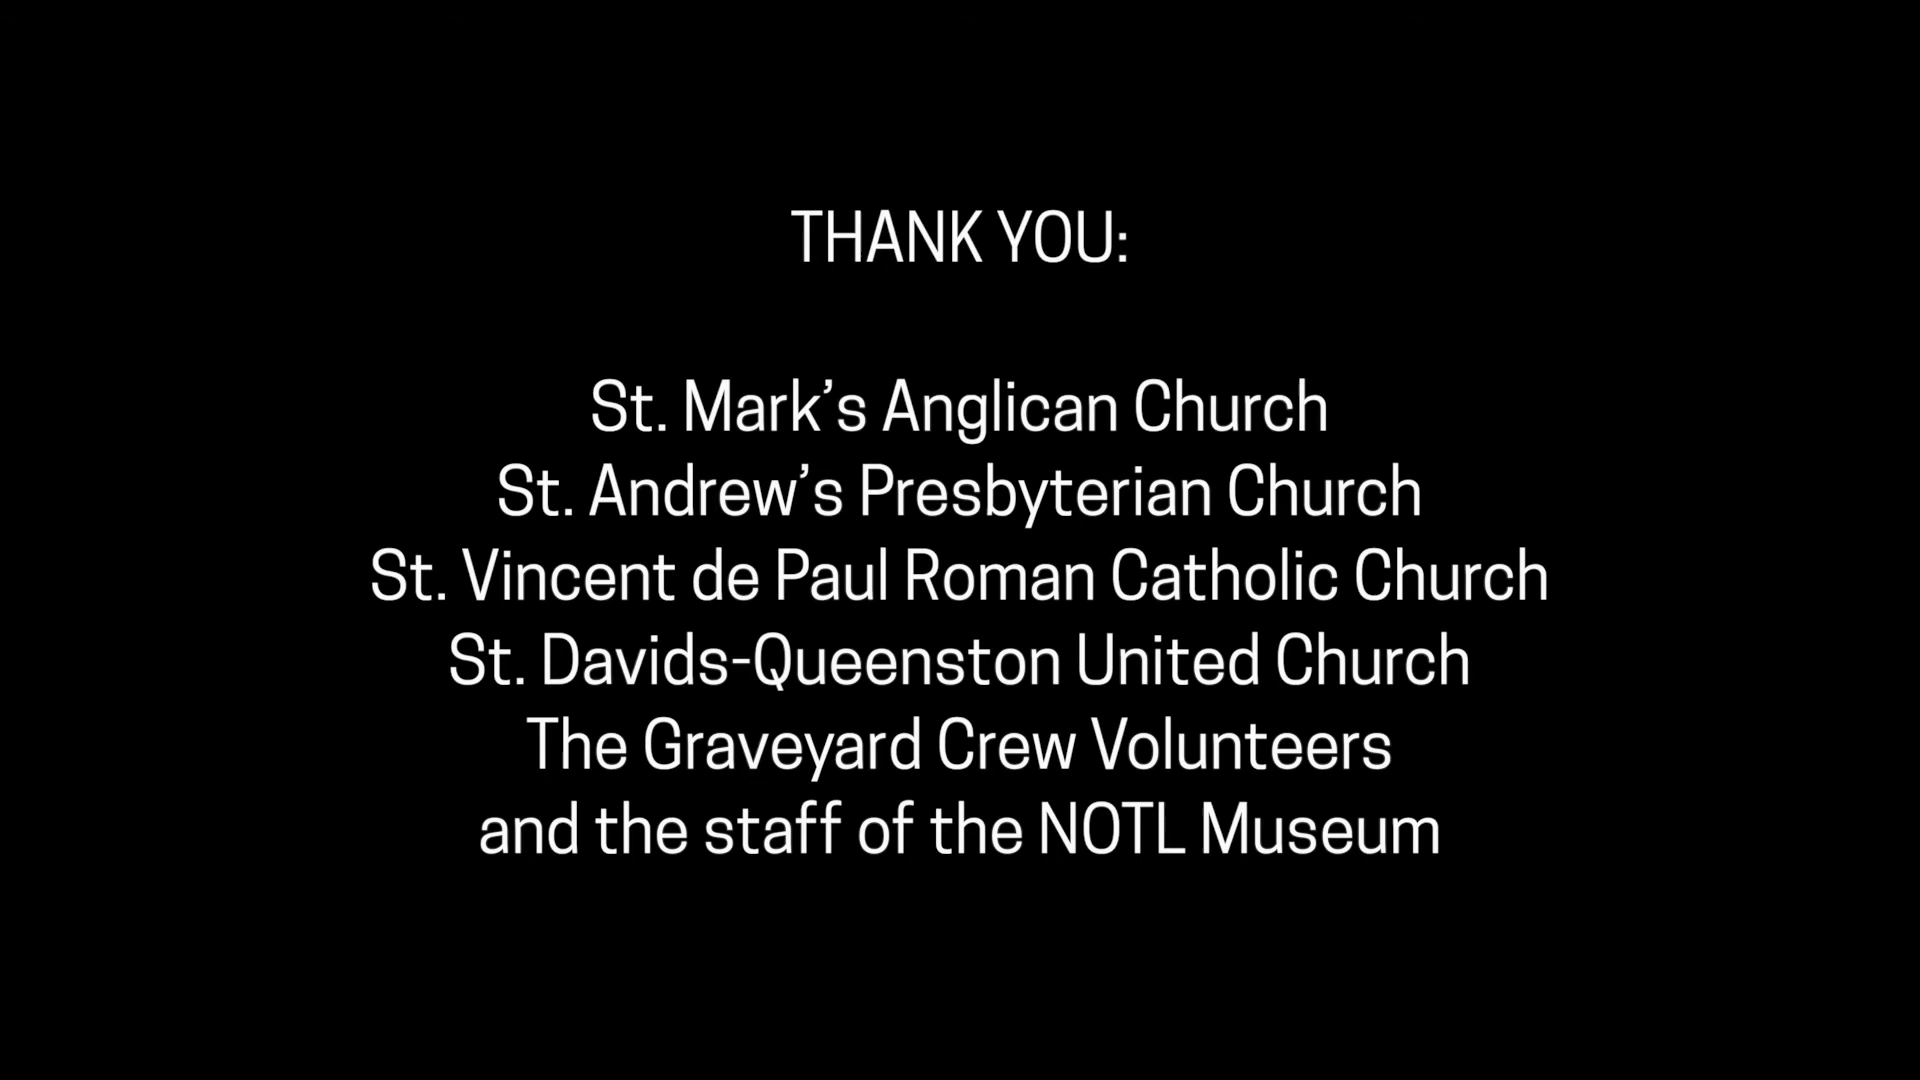 THANK YOU:
St. Mark’s Anglican Church
St. Andrew’s Presbyterian Church
St. Vincent de Paul Roman Catholic Church
St. Davids-Queenston United Church
The Graveyard Crew Volunteers
and the staff of the NOTL Museum